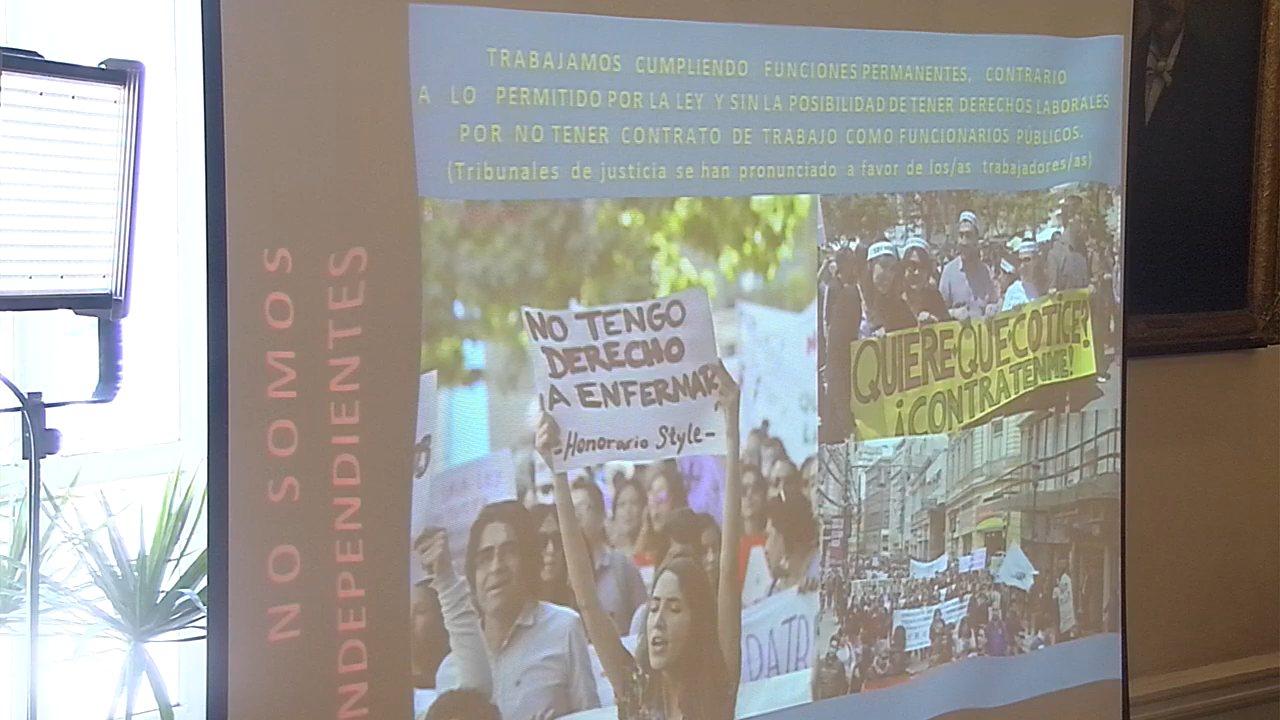 TRABAJAMOS CUMPLIENDO FUNCIONES PERMANENTES, CONTRARIO
A LO PERMITIDO POR LA LEY Y SIN LA POSIBILIDAD DE TENER DERECHOS LABORALES
POR NO TENER CONTRATO DE TRABAJO COMO FUNCIONARIOS PÚBLICOS.
(Tribunales de justicia se han pronunciado a favor de los/as trabajadores/as)
NO SOMOS
NDEPENDIENTES
NO TENGO
DERECHO
A ENFERMAR
-Honorario Style-
QUIERE QUE COTICE?
¡CONTRATENME!